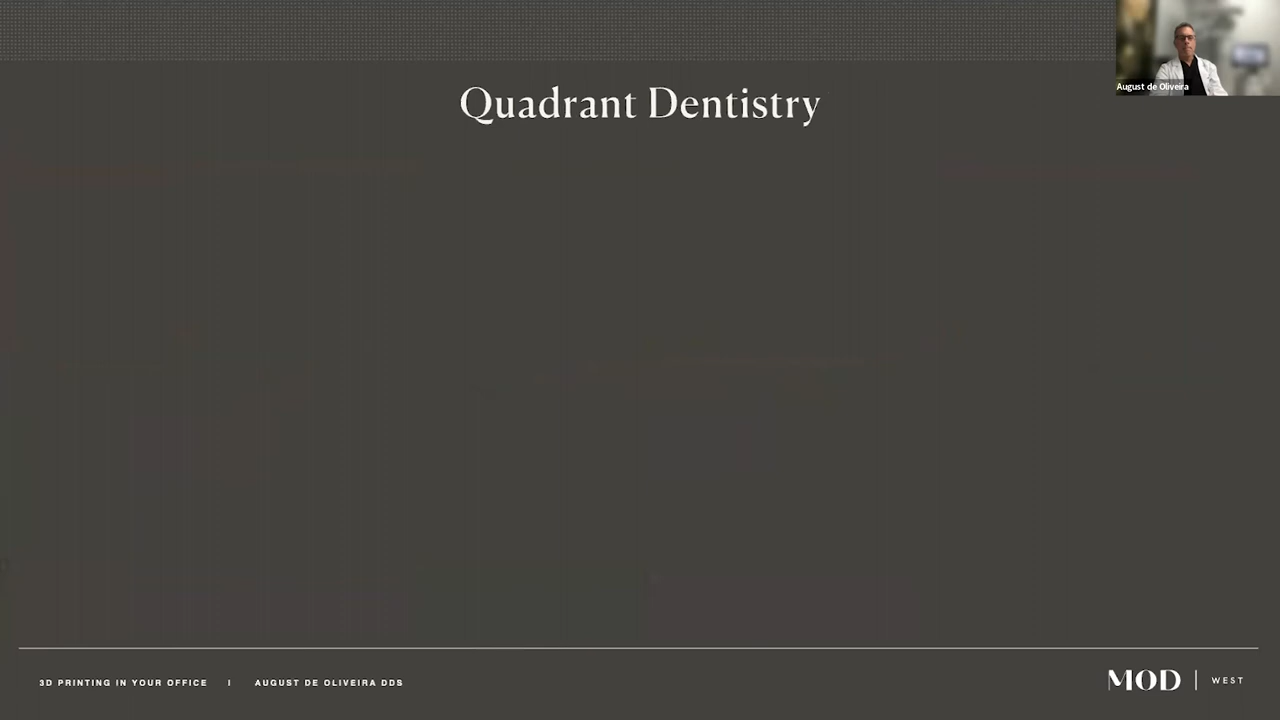 Quadrant Dentistry
August de Oliveira
3D PRINTING IN YOUR OFFICE | AUGUST DE OLIVEIRA DDS
MOD | WEST